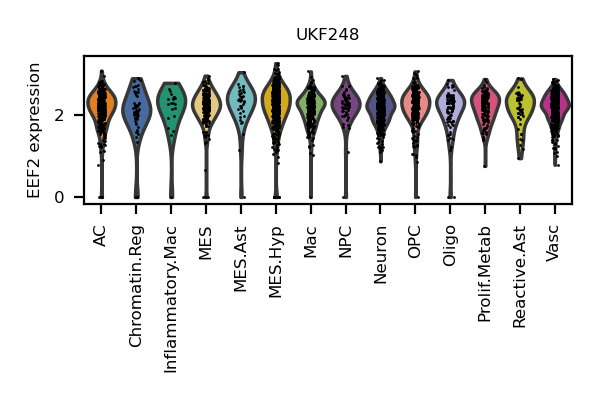 UKF248
EEF2 expression
2
0
AC
Chromatin.Reg
Inflammatory.Mac
MES
MES.Ast
MES.Hyp
Mac
NPC
Neuron
OPC
Oligo
Prolif.Metab
Reactive.Ast
Vasc